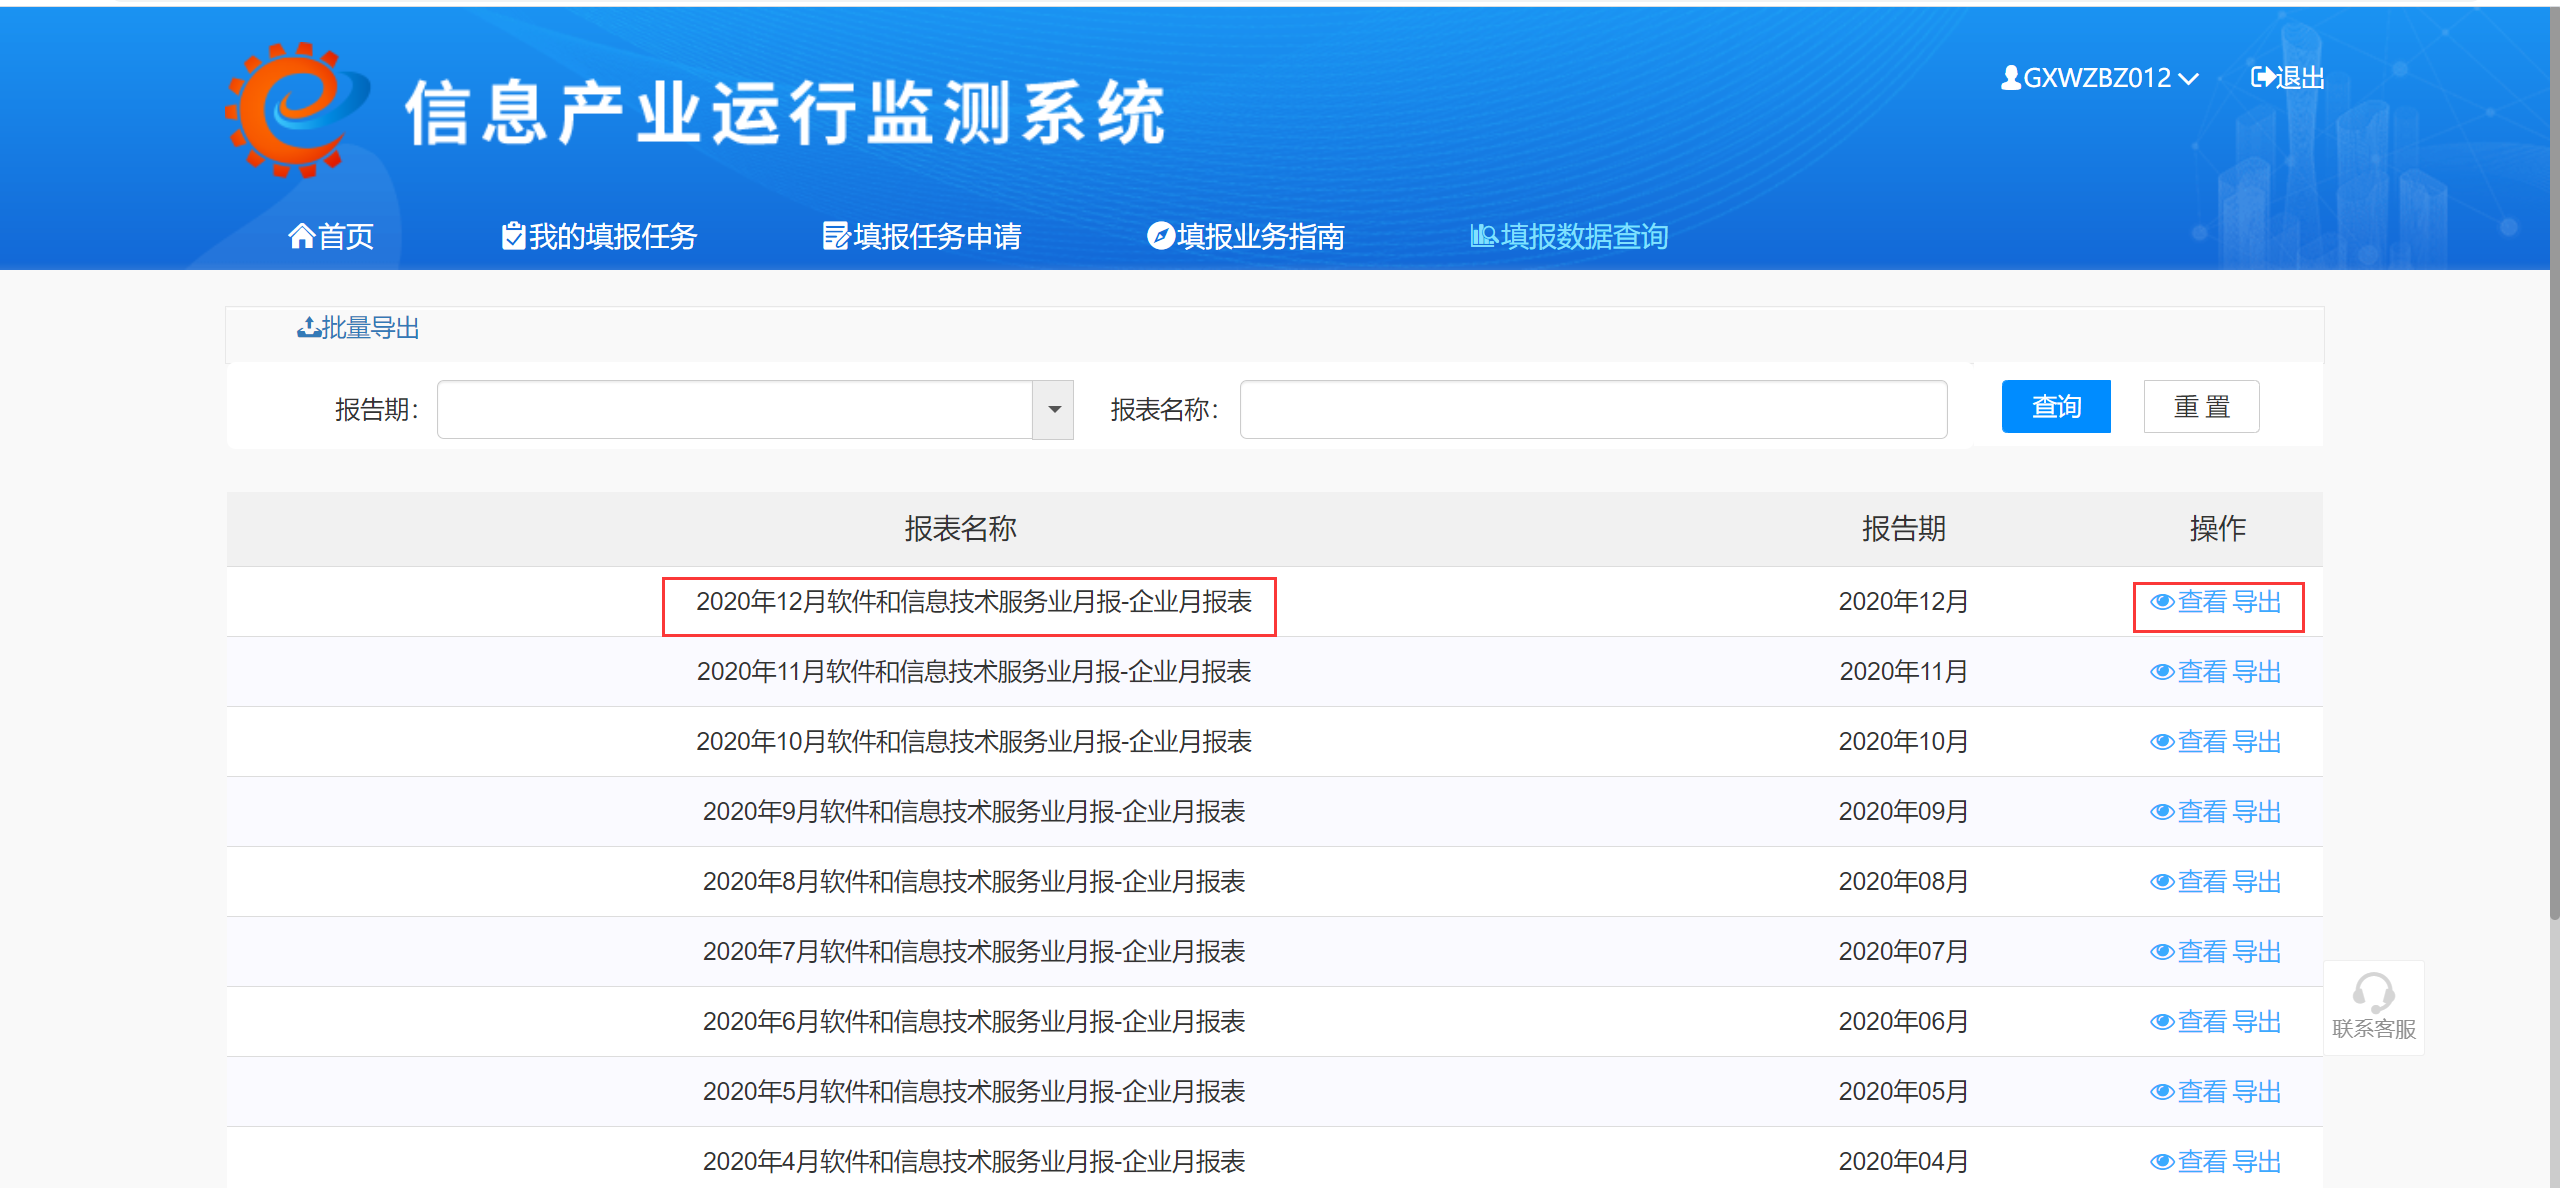 信息产业运行监测系统
GXWZBZ012 退出
首页 我的填报任务 填报任务申请 填报业务指南 填报数据查询
批量导出
报告期： 报表名称： 查询 重 置
报表名称 报告期 操作
2020年12月软件和信息技术服务业月报-企业月报表 2020年12月 查看 导出
2020年11月软件和信息技术服务业月报-企业月报表 2020年11月 查看 导出
2020年10月软件和信息技术服务业月报-企业月报表 2020年10月 查看 导出
2020年9月软件和信息技术服务业月报-企业月报表 2020年09月 查看 导出
2020年8月软件和信息技术服务业月报-企业月报表 2020年08月 查看 导出
2020年7月软件和信息技术服务业月报-企业月报表 2020年07月 查看 导出
2020年6月软件和信息技术服务业月报-企业月报表 2020年06月 查看 导出
联系客服
2020年5月软件和信息技术服务业月报-企业月报表 2020年05月 查看 导出
2020年4月软件和信息技术服务业月报-企业月报表 2020年04月 查看 导出